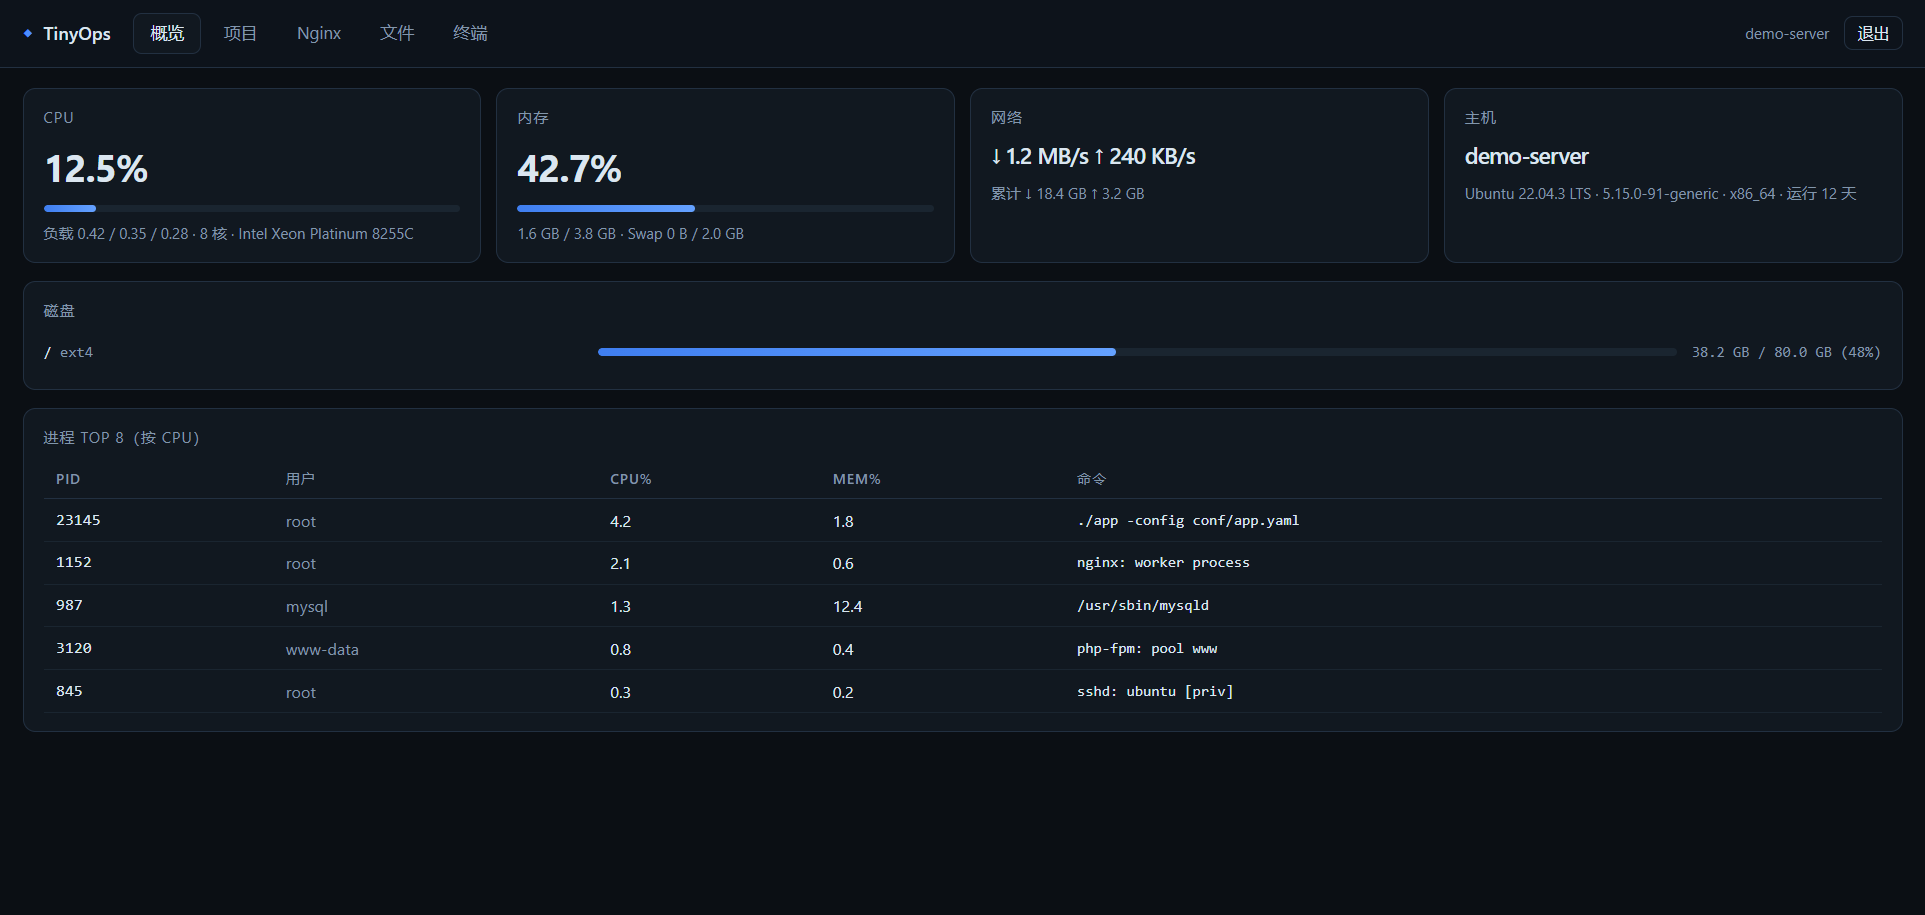 TinyOps 概览 项目 Nginx 文件 终端 demo-server 退出
CPU
12.5%
负载 0.42 / 0.35 / 0.28 · 8 核 · Intel Xeon Platinum 8255C
内存
42.7%
1.6 GB / 3.8 GB · Swap 0 B / 2.0 GB
网络
↓ 1.2 MB/s ↑ 240 KB/s
累计 ↓ 18.4 GB ↑ 3.2 GB
主机
demo-server
Ubuntu 22.04.3 LTS · 5.15.0-91-generic · x86_64 · 运行 12 天
磁盘
/ ext4 38.2 GB / 80.0 GB (48%)
进程 TOP 8（按 CPU）
PID 用户 CPU% MEM% 命令
23145 root 4.2 1.8 ./app -config conf/app.yaml
1152 root 2.1 0.6 nginx: worker process
987 mysql 1.3 12.4 /usr/sbin/mysqld
3120 www-data 0.8 0.4 php-fpm: pool www
845 root 0.3 0.2 sshd: ubuntu [priv]